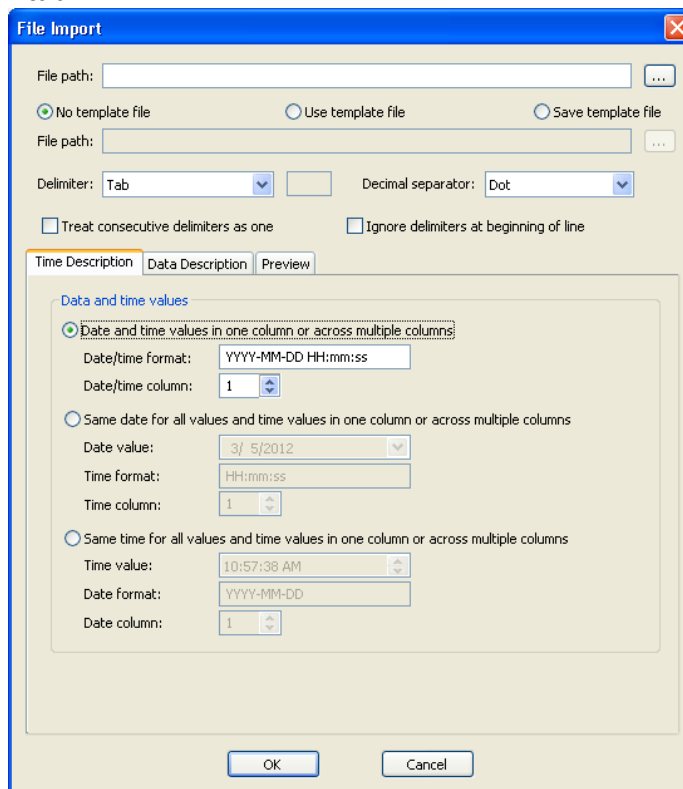 File Import
File path:
...
No template file Use template file Save template file
File path:
...
Delimiter: Tab Decimal separator: Dot
Treat consecutive delimiters as one Ignore delimiters at beginning of line
Time Description Data Description Preview
Data and time values
Date and time values in one column or across multiple columns
Date/time format: YYYY-MM-DD HH:mm:ss
Date/time column: 1
Same date for all values and time values in one column or across multiple columns
Date value: 3/ 5/2012
Time format: HH:mm:ss
Time column: 1
Same time for all values and time values in one column or across multiple columns
Time value: 10:57:38 AM
Date format: YYYY-MM-DD
Date column: 1
OK Cancel